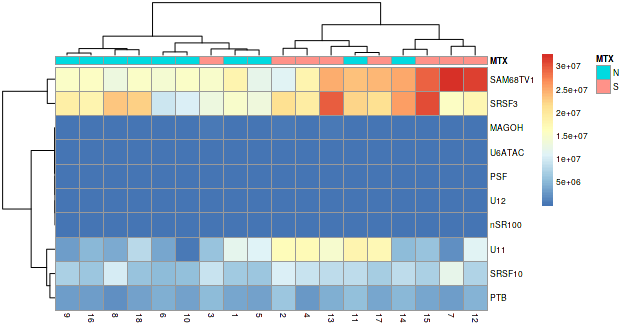 MTX
SAM68TV1
SRSF3
MAGOH
U6ATAC
PSF
U12
nSR100
U11
SRSF10
PTB
9 16 8 18 6 10 3 1 5 2 4 13 11 17 14 15 7 12
3e+07
2.5e+07
2e+07
1.5e+07
1e+07
5e+06
MTX
N
S